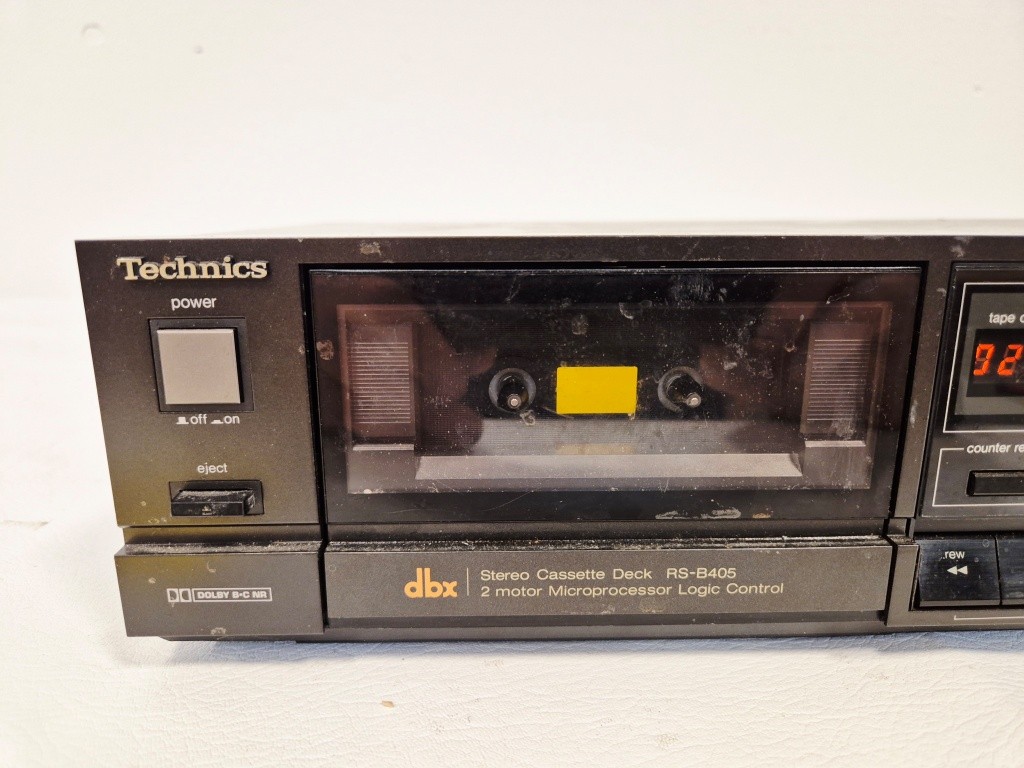 Technics
power
off on
eject
DOLBY B-C NR
dbx
Stereo Cassette Deck RS-B405
2 motor Microprocessor Logic Control
tape
counter re
rew